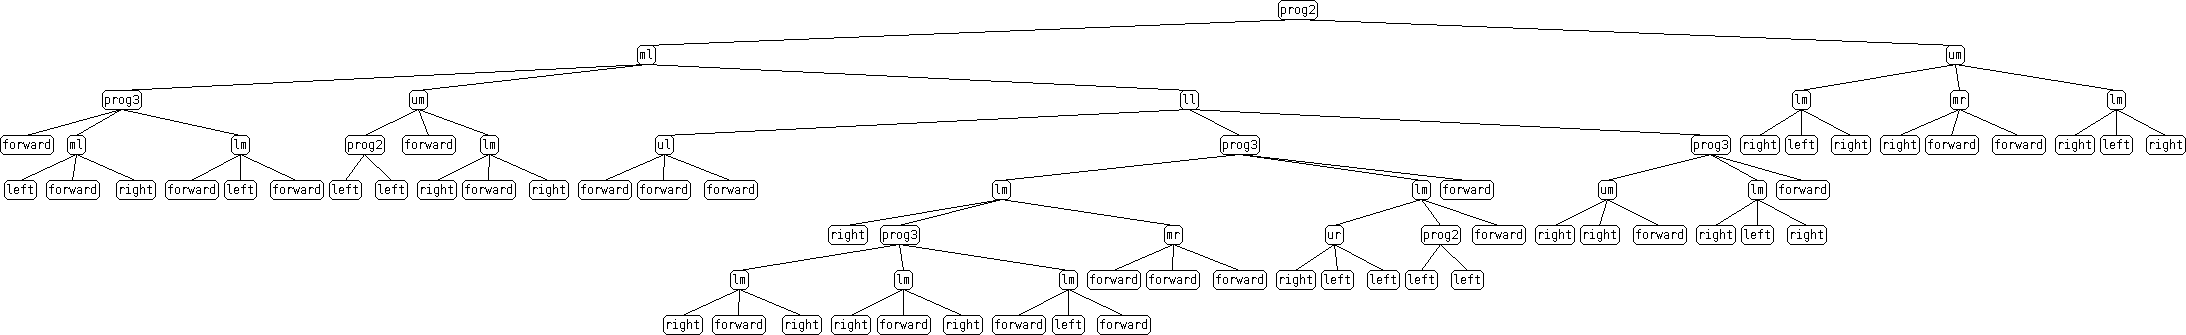 prog2
ml um
prog3 um ll lm mr lm
forward ml lm prog2 forward lm ul prog3 prog3 right left right right forward forward right left right
left forward right forward left forward left left right forward right forward forward forward lm lm forward um lm forward
right prog3 mr ur prog2 forward right right forward right left right
lm lm lm forward forward forward right left left left left
right forward right right forward right forward left forward